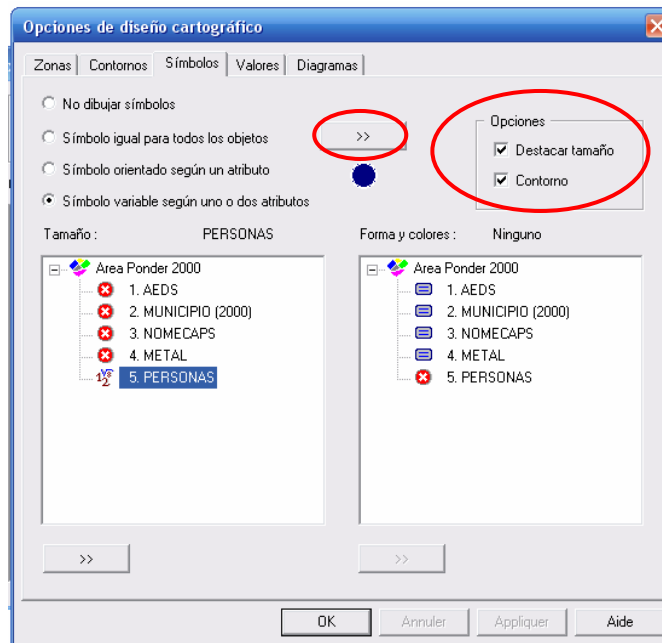 Opciones de diseño cartográfico
Zonas Contornos Símbolos Valores Diagramas
No dibujar símbolos
Símbolo igual para todos los objetos
>>
Símbolo orientado según un atributo
Símbolo variable según uno o dos atributos
Opciones
Destacar tamaño
Contorno
Tamaño : PERSONAS
Area Ponder 2000
1. AEDS
2. MUNICIPIO (2000)
3. NOMECAPS
4. METAL
5. PERSONAS
>>
Forma y colores : Ninguno
Area Ponder 2000
1. AEDS
2. MUNICIPIO (2000)
3. NOMECAPS
4. METAL
5. PERSONAS
>>
OK Annuler Appliquer Aide